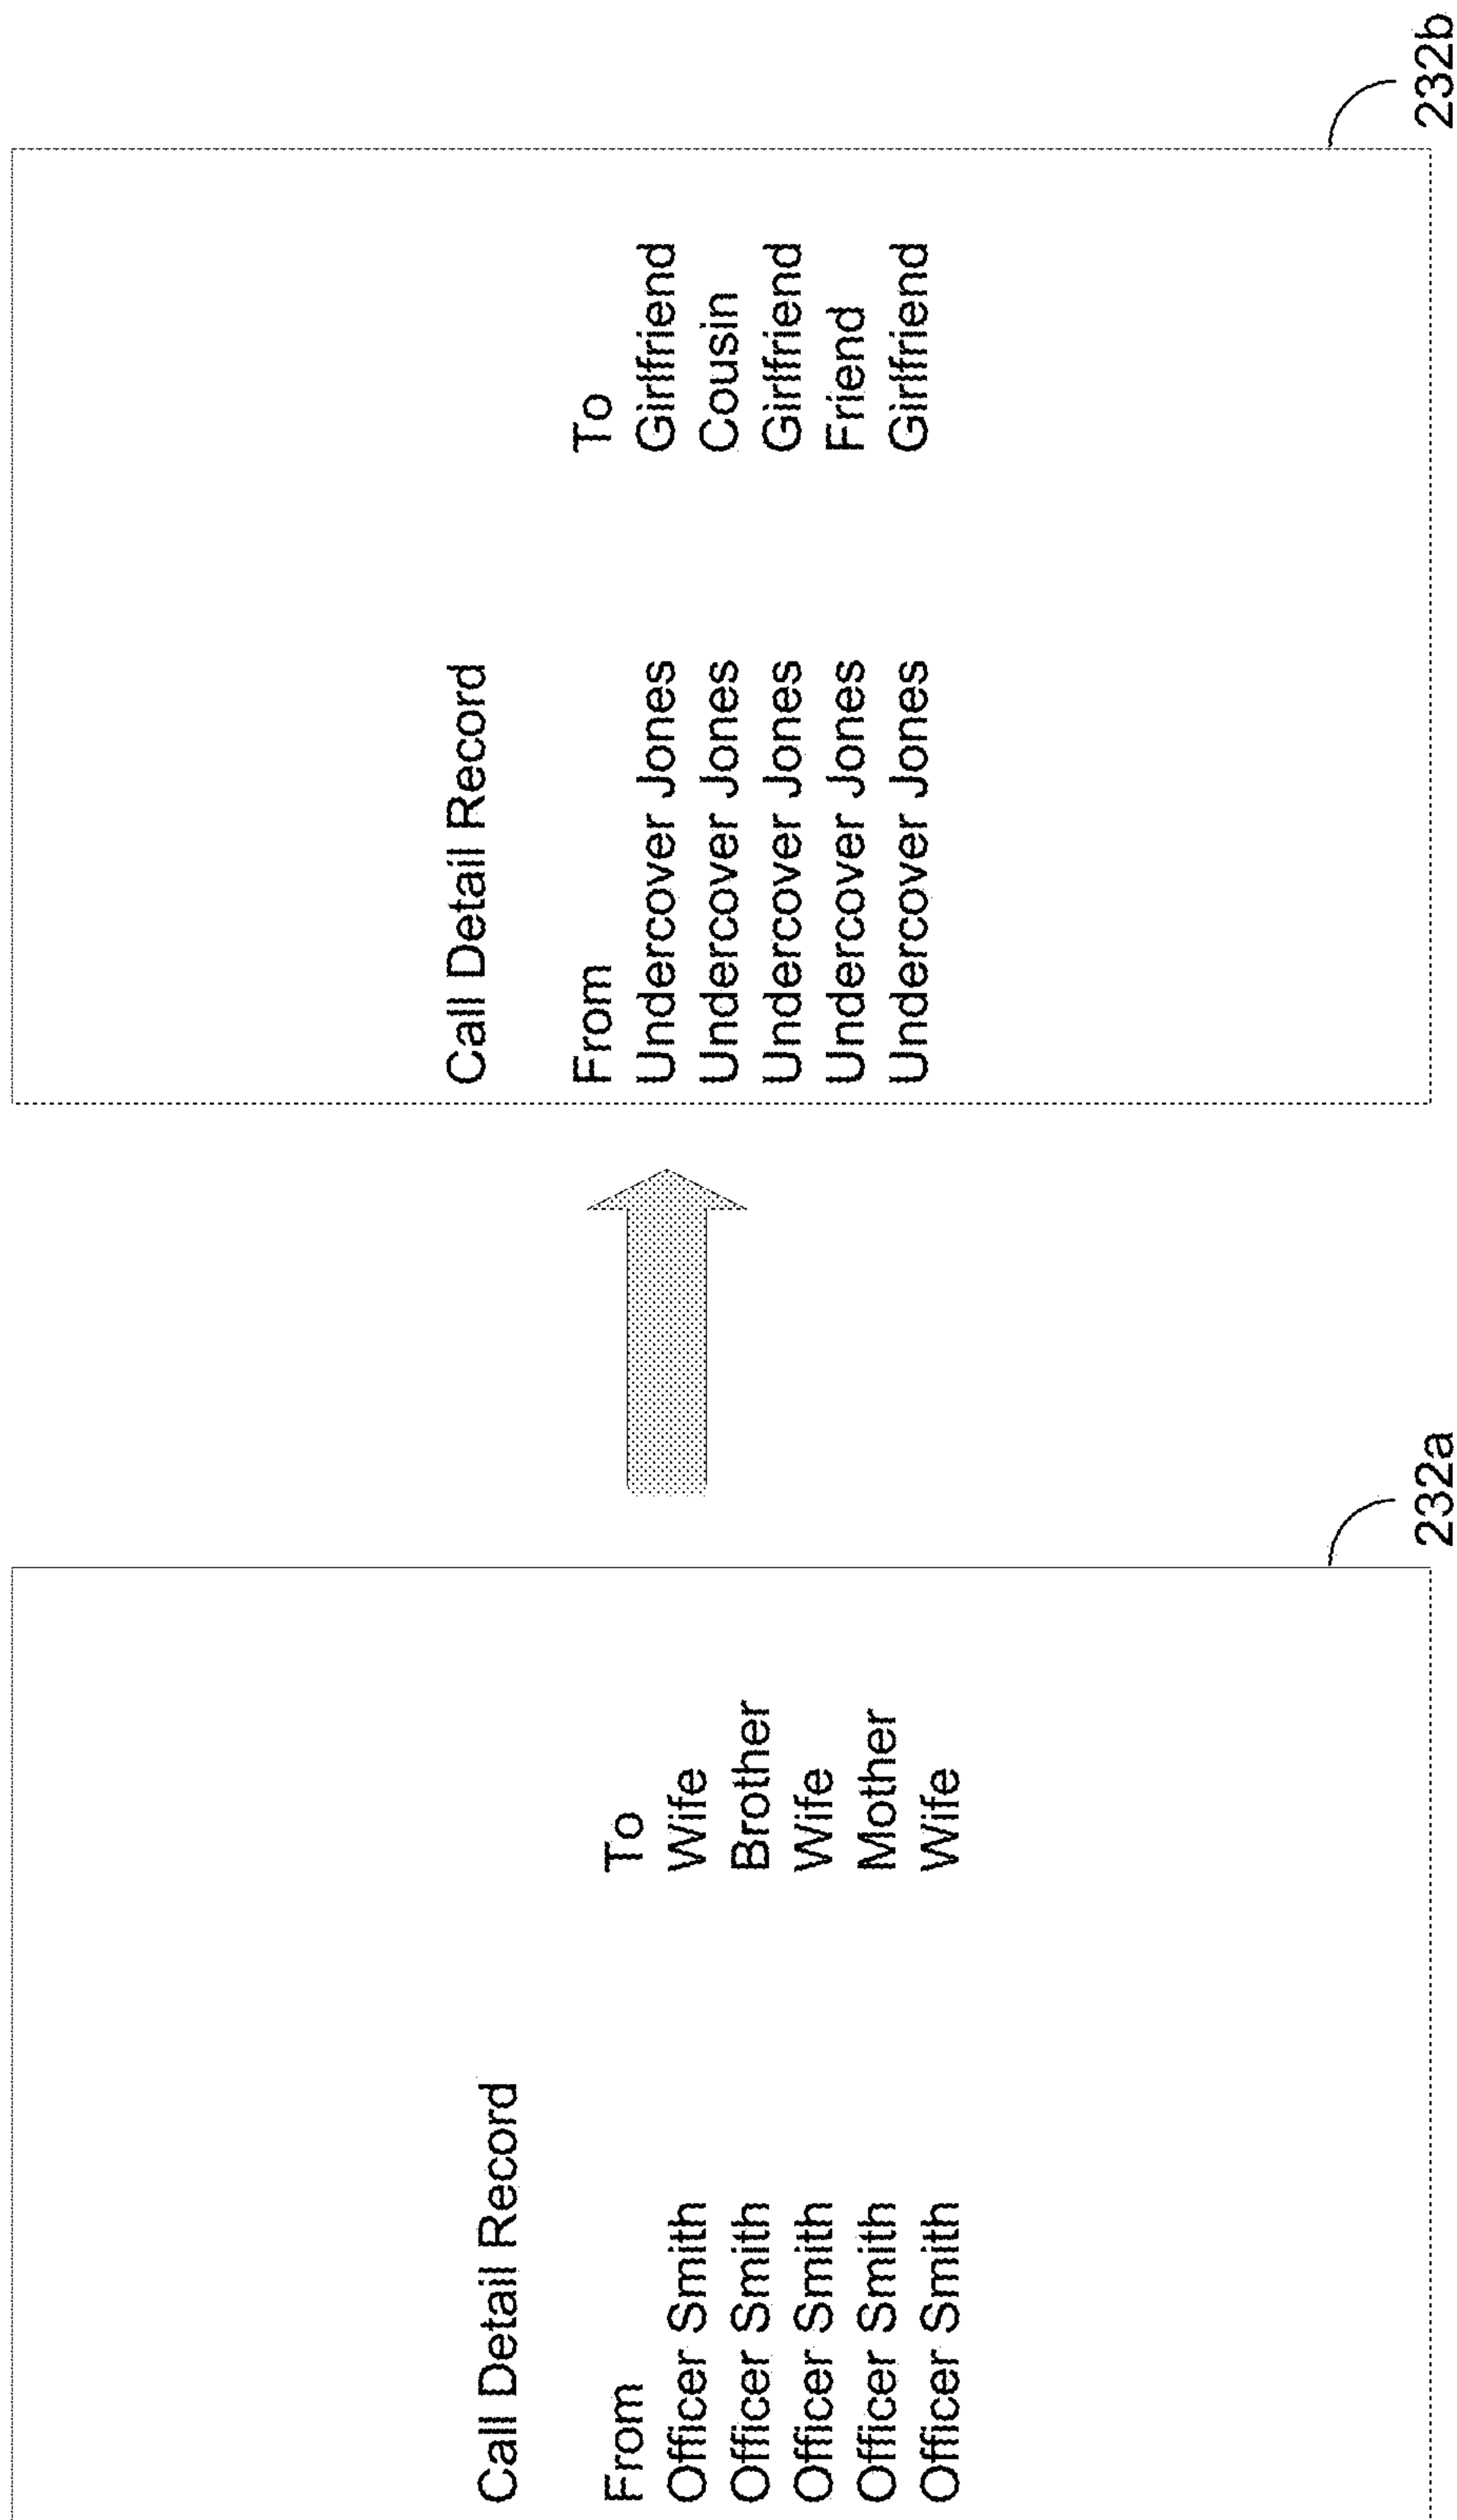 Call Detail Record
From To
Officer Smith Wife
Officer Smith Brother
Officer Smith Wife
Officer Smith Mother
Officer Smith Wife
232a
Call Detail Record
From To
Undercover Jones Girlfriend
Undercover Jones Cousin
Undercover Jones Girlfriend
Undercover Jones Friend
Undercover Jones Girlfriend
232b